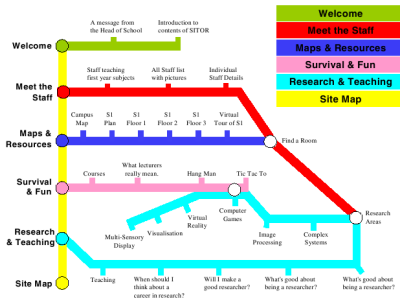 Welcome
A message from
the Head of School
Introduction to
contents of SITOR
Welcome
Meet the Staff
Maps & Resources
Survival & Fun
Research & Teaching
Site Map
Meet the
Staff
Staff teaching
first year subjects
All Staff list
with pictures
Individual
Staff Details
Maps &
Resources
Campus
Map
S1
Plan
S1
Floor 1
S1
Floor 2
S1
Floor 3
Virtual
Tour of S1
Find a Room
Survival
& Fun
Courses
What lecturers
really mean.
Hang Man
Tic Tac To
Computer
Games
Virtual
Reality
Visualisation
Multi-Sensory
Display
Image
Processing
Complex
Systems
Research
Areas
Research
& Teaching
Teaching
When should I
think about a
career in research?
Will I make a
good researcher?
What's good about
being a researcher?
What's good about
being a researcher?
Site Map